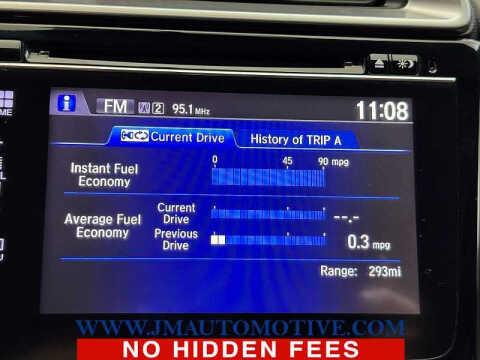 i FM 2 95.1 MHz 11:08
Current Drive History of TRIP A
0 45 90 mpg
Instant Fuel
Economy
Current
Drive --.-
Average Fuel
Economy
Previous
Drive 0.3 mpg
Range: 293mi
WWW.JMAUTOMOTIVE.COM
NO HIDDEN FEES